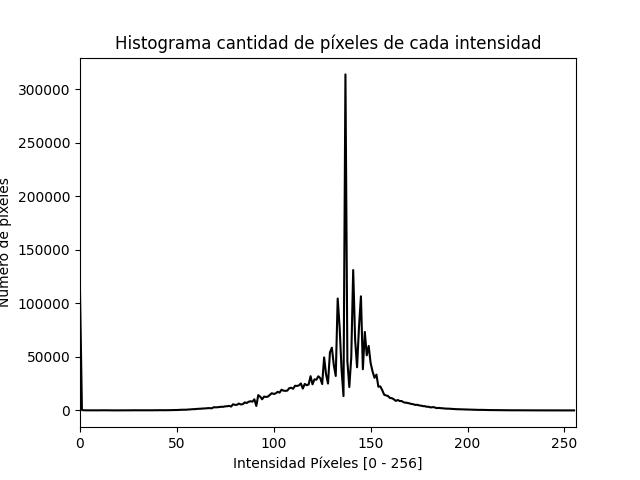 Histograma cantidad de píxeles de cada intensidad
300000
250000
200000
150000
100000
50000
0
Número de píxeles
0 50 100 150 200 250
Intensidad Píxeles [0 - 256]